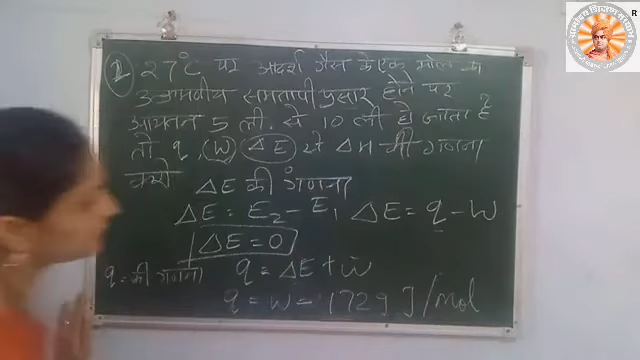 2 27°C पर आदर्श गैस के एक मोल के
उत्क्रमणीय समतापी प्रसार होने पर
आयतन 5 ली. से 10 ली हो जाता है
तो q, W, ΔE व ΔH की गणना
करो
ΔE की गणना
ΔE = E₂ - E₁ ΔE = q - W
ΔE = 0
q = की गणना q = ΔE + W
q = W = 1729 J/mol
R